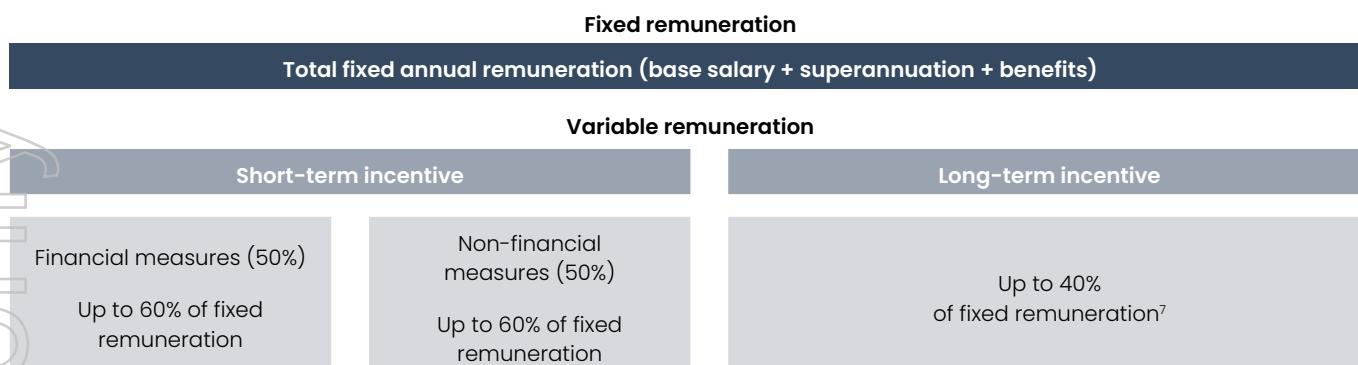 Fixed remuneration
Total fixed annual remuneration (base salary + superannuation + benefits)
Variable remuneration
Short-term incentive
Long-term incentive
Financial measures (50%)
Up to 60% of fixed
remuneration
Non-financial
measures (50%)
Up to 60% of fixed
remuneration
Up to 40%
of fixed remuneration⁷